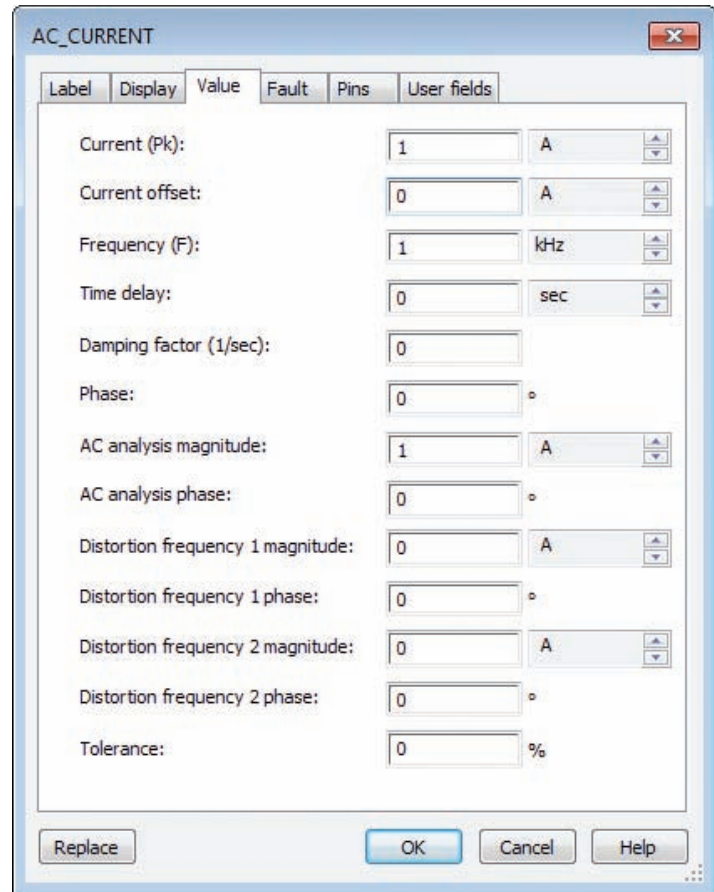 AC_CURRENT
Label Display Value Fault Pins User fields
Current (Pk): 1 A
Current offset: 0 A
Frequency (F): 1 kHz
Time delay: 0 sec
Damping factor (1/sec): 0
Phase: 0 °
AC analysis magnitude: 1 A
AC analysis phase: 0 °
Distortion frequency 1 magnitude: 0 A
Distortion frequency 1 phase: 0 °
Distortion frequency 2 magnitude: 0 A
Distortion frequency 2 phase: 0 °
Tolerance: 0 %
Replace OK Cancel Help